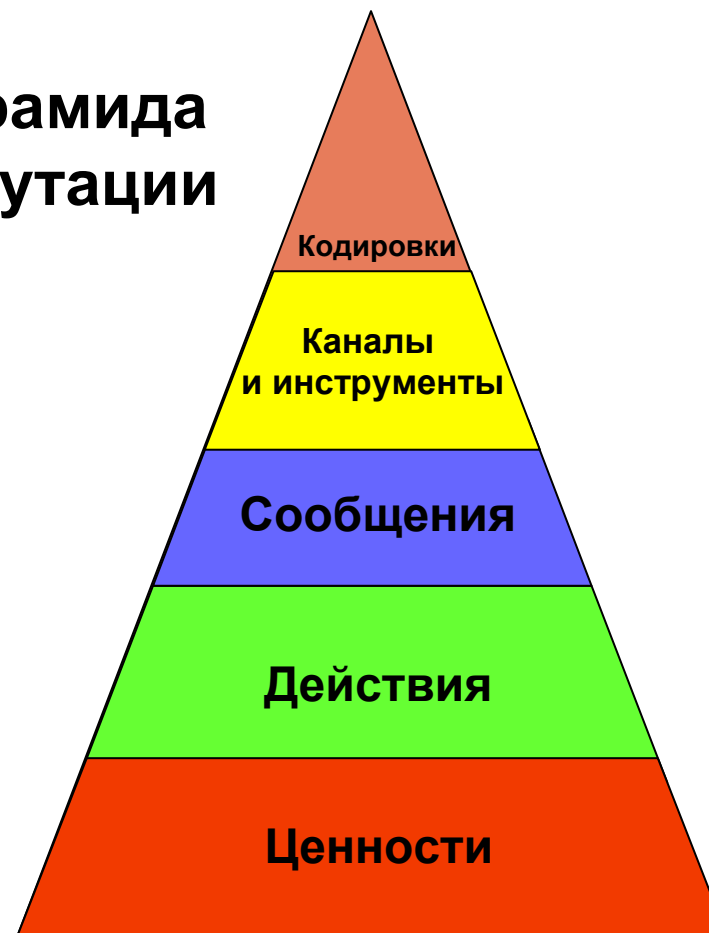 рамида
утации
Кодировки
Каналы
и инструменты
Сообщения
Действия
Ценности